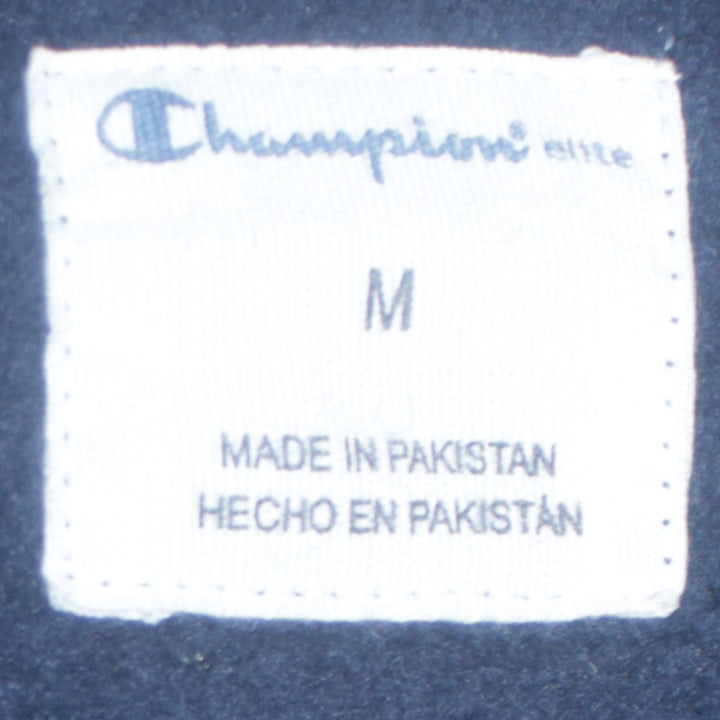 Champion® elite
M
MADE IN PAKISTAN
HECHO EN PAKISTÁN